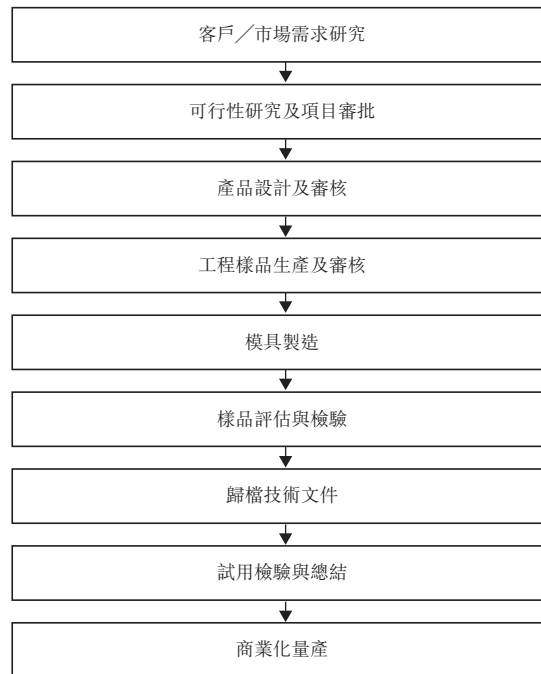 客戶／市場需求研究
可行性研究及項目審批
產品設計及審核
工程樣品生產及審核
模具製造
樣品評估與檢驗
歸檔技術文件
試用檢驗與總結
商業化量產